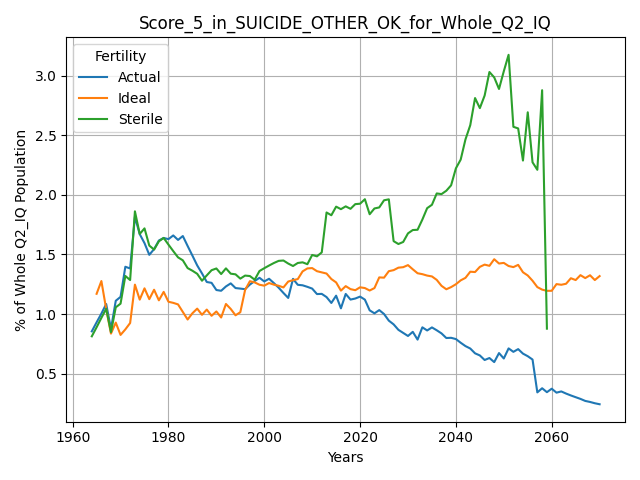 Score_5_in_SUICIDE_OTHER_OK_for_Whole_Q2_IQ
Fertility
Actual
Ideal
Sterile
% of Whole Q2_IQ Population
3.0
2.5
2.0
1.5
1.0
0.5
1960
1980
2000
2020
2040
2060
Years